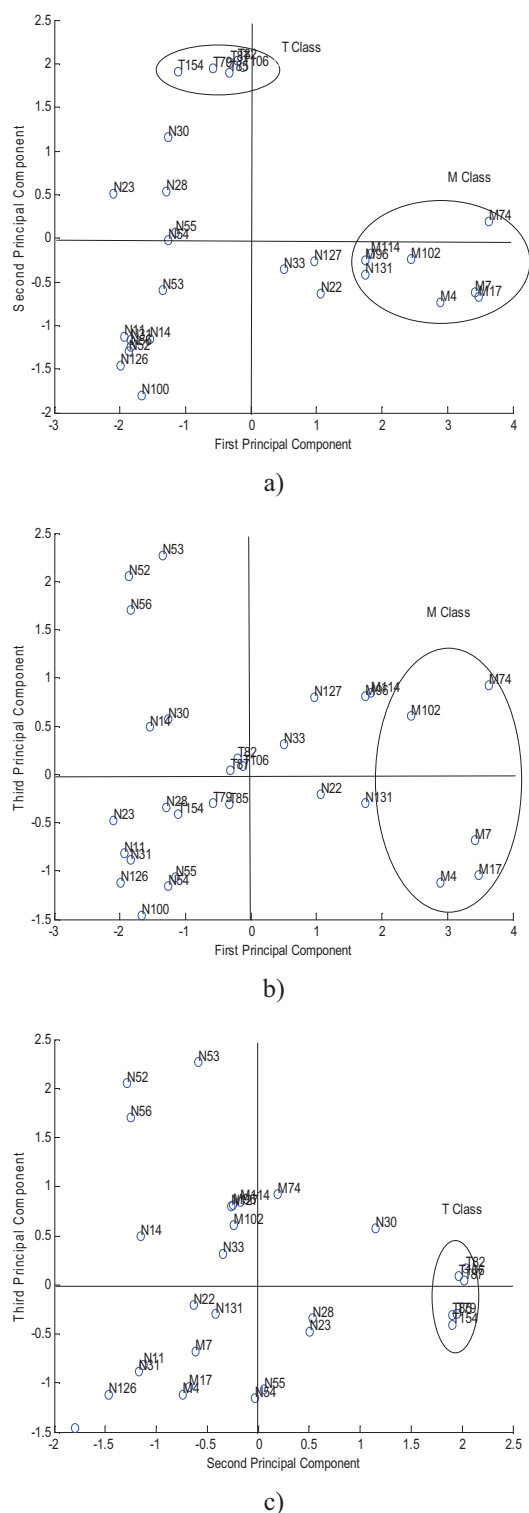 2.5
T Class
2
T154 T79 T82 T106 T85
1.5
N30
1
M Class
N23 N28
0.5
M74
N55
0
N54
M114
N127 M96 M102
N33 N131
-0.5
N53 N22 M7
M4 M17
-1
N11 N14
N52
-1.5
N126
N100
-2
-3 -2 -1 0 1 2 3 4
First Principal Component
Second Principal Component
a)
2.5
N53
N52
2
N56
1.5
M Class
1
M74
N127 M96 M114
N30 M102
0.5
N14
N33
T82
T87 T106
0
N22 N131
N28 T154 T79 T85
N23
-0.5
M7
N11
N31
-1
N126 N55 M17
N54 M4
-1.5
N100
-3 -2 -1 0 1 2 3 4
First Principal Component
Third Principal Component
b)
2.5
N53
N52
2
N56
1.5
1
M114 M74
M102 N30
T Class
0.5
N14
N33
T82
T87
0
N22
N131 N28 T154
N23
-0.5
M7
N11
N31
-1
N126 M4 M17 N55
N54
-1.5
-2 -1.5 -1 -0.5 0 0.5 1 1.5 2 2.5
Second Principal Component
Third Principal Component
c)